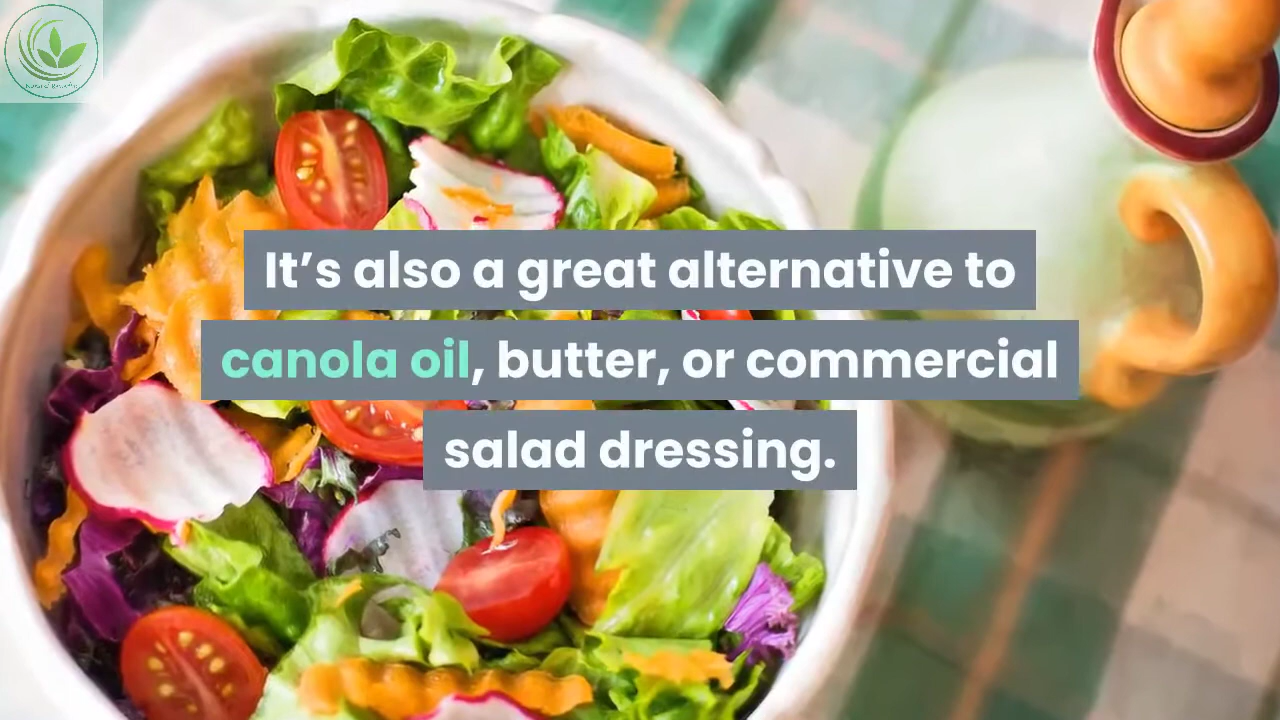 It’s also a great alternative to
canola oil, butter, or commercial
salad dressing.